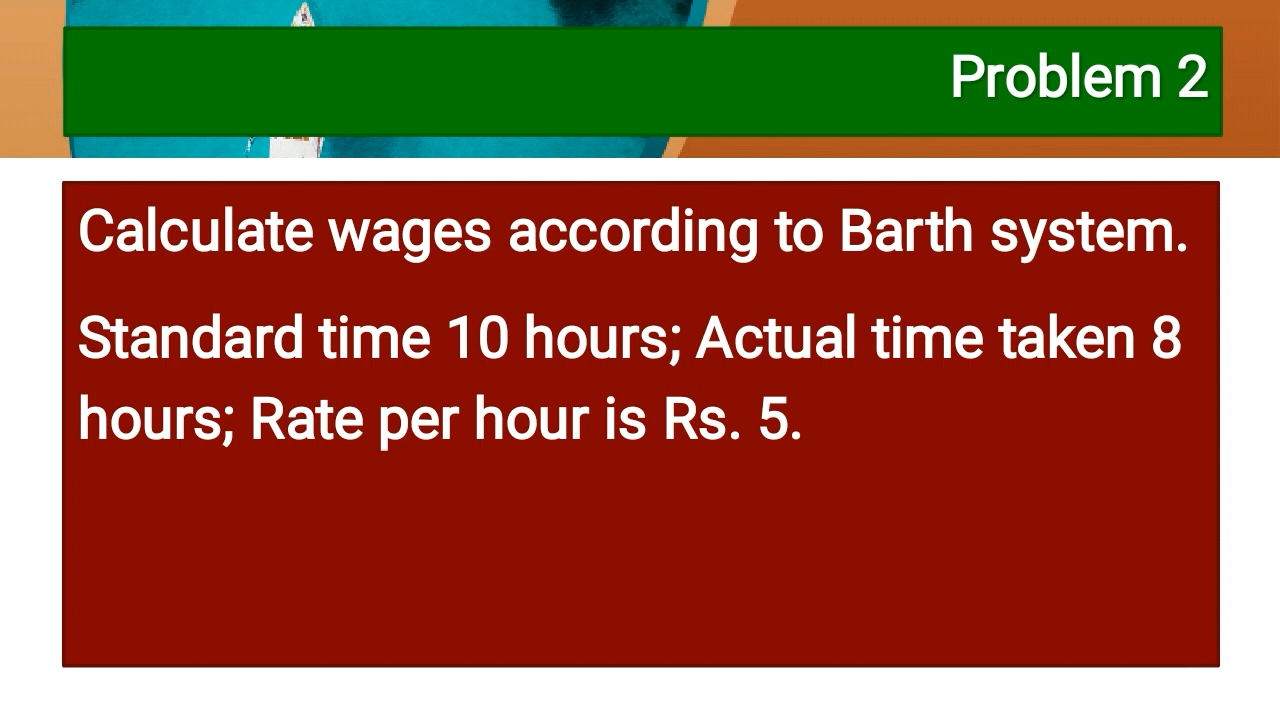 Problem 2
Calculate wages according to Barth system.
Standard time 10 hours; Actual time taken 8
hours; Rate per hour is Rs. 5.